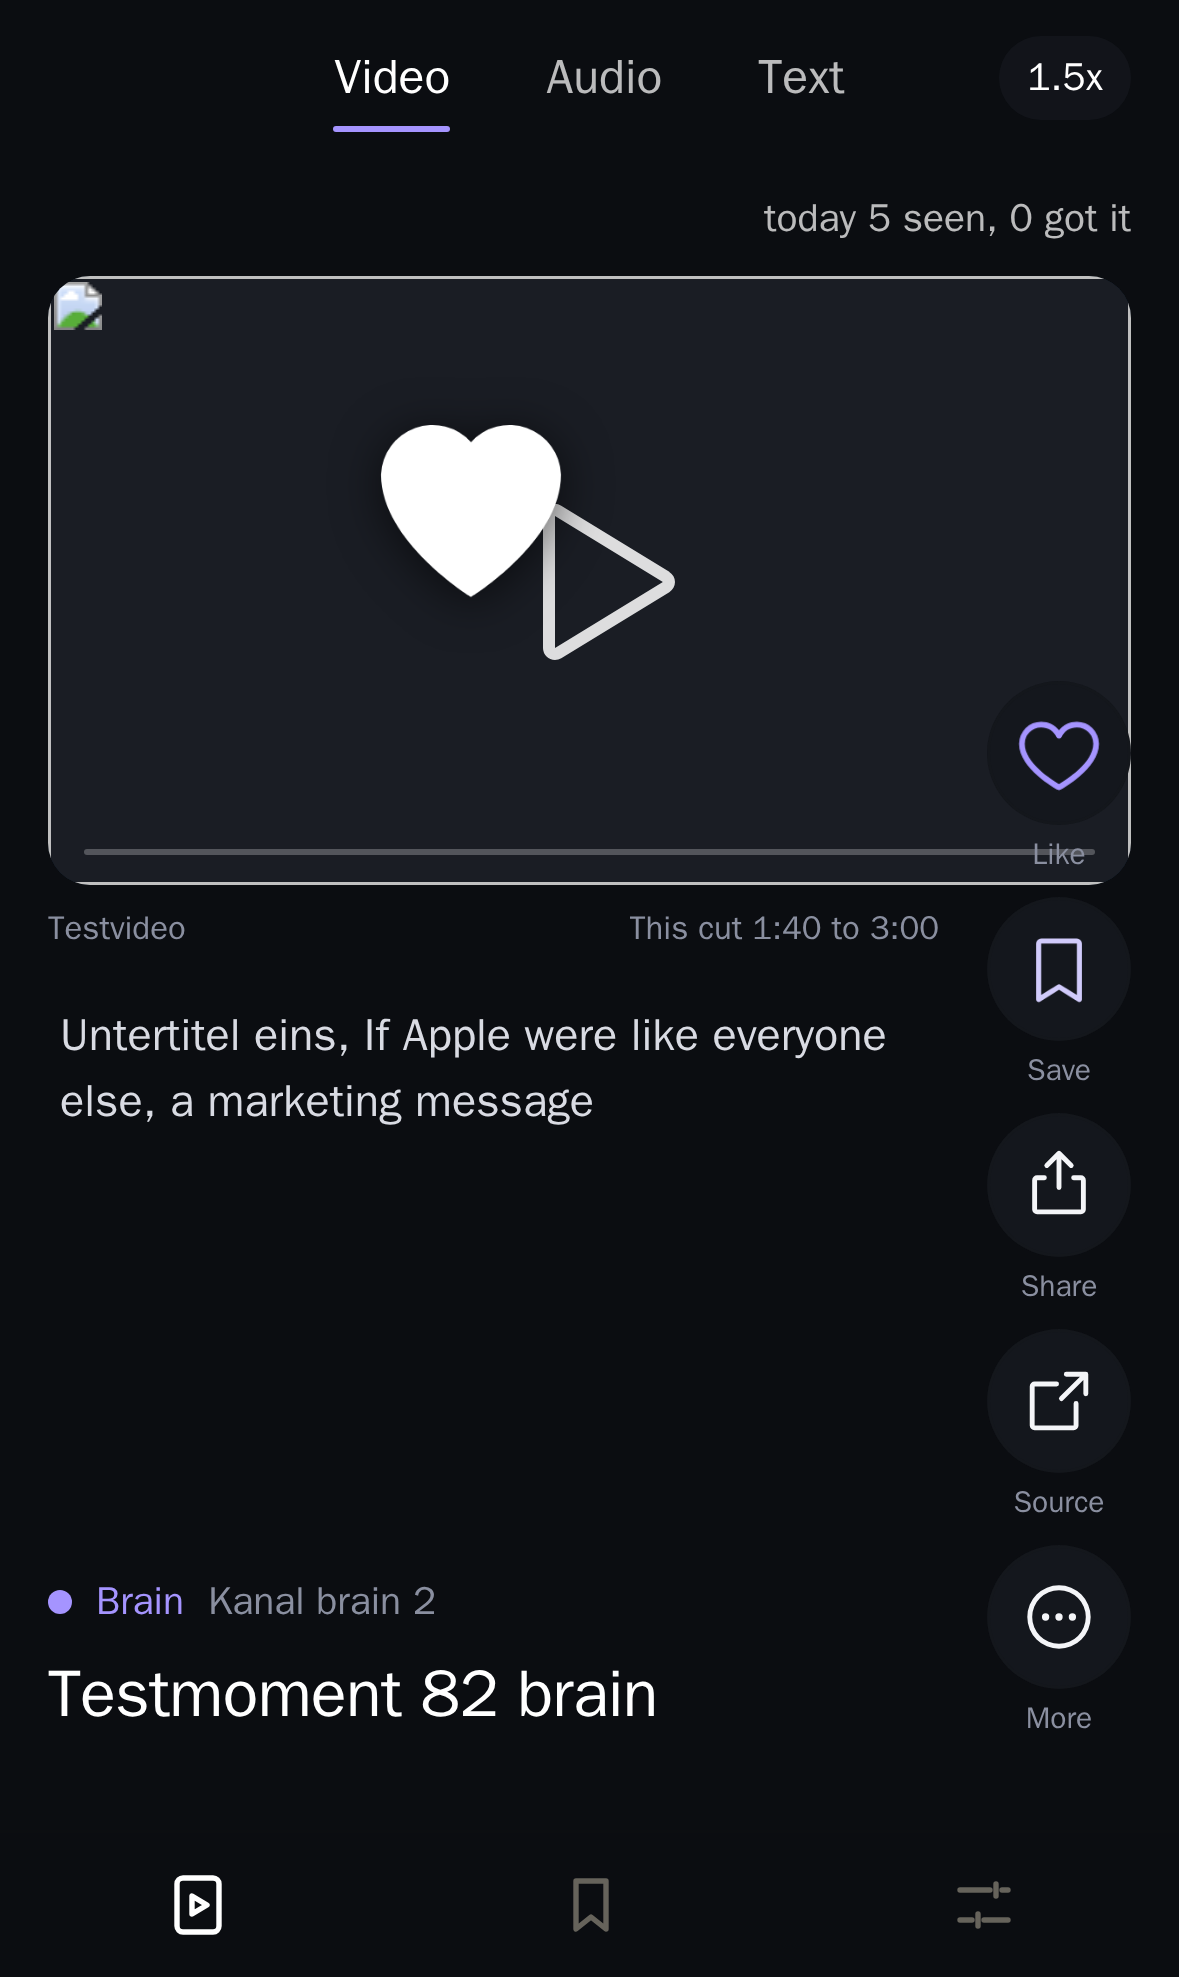 Video Audio Text 1.5x
today 5 seen, 0 got it
Like
Testvideo This cut 1:40 to 3:00
Untertitel eins, If Apple were like everyone
else, a marketing message
Save
Share
Source
Brain Kanal brain 2
Testmoment 82 brain
More